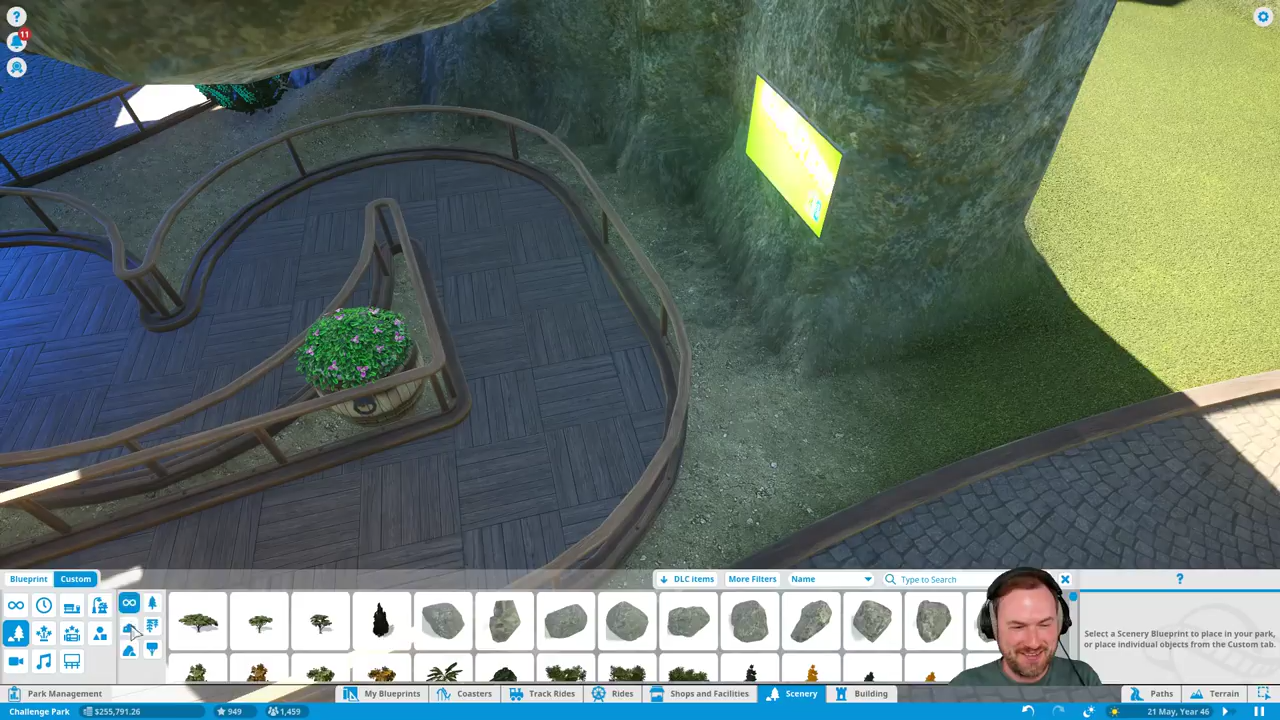 11
Blueprint
Custom
DLC items
More Filters
Name
Type to Search
?
Select a Scenery Blueprint to place in your park,
or place individual objects from the Custom tab.
Park Management
My Blueprints
Coasters
Track Rides
Rides
Shops and Facilities
Scenery
Building
Paths
Terrain
Challenge Park
$255,791.26
949
1,459
21 May, Year 46